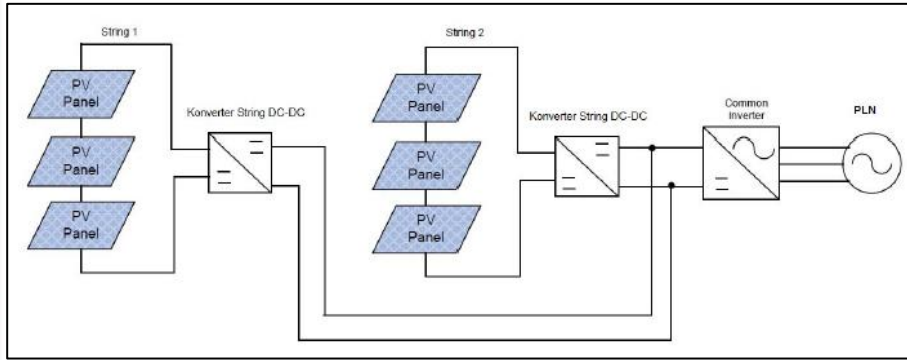 String 1
PV
Panel
PV
Panel
PV
Panel
Konverter String DC-DC
String 2
PV
Panel
PV
Panel
PV
Panel
Konverter String DC-DC
Common
Inverter
PLN